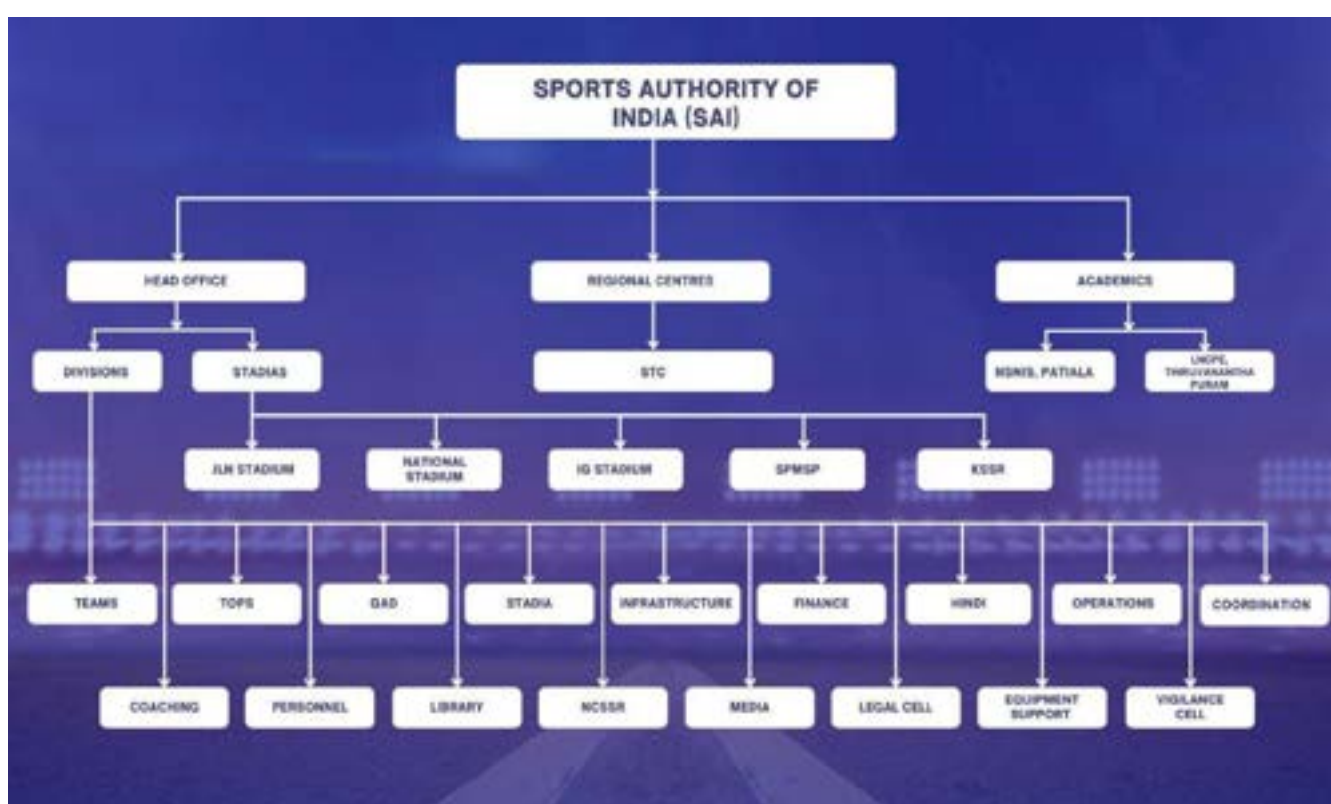 SPORTS AUTHORITY OF
INDIA (SAI)
HEAD OFFICE
REGIONAL CENTRES
ACADEMICS
DIVISIONS
STADIAS
STC
NSNIS, PATIALA
LNCPE,
THIRUVANANTHA
PURAM
JLN STADIUM
NATIONAL
STADIUM
IG STADIUM
SPMSP
KSSR
TEAMS
TOPS
GAD
STADIA
INFRASTRUCTURE
FINANCE
HINDI
OPERATIONS
COORDINATION
COACHING
PERSONNEL
LIBRARY
NCSSR
MEDIA
LEGAL CELL
EQUIPMENT
SUPPORT
VIGILANCE
CELL